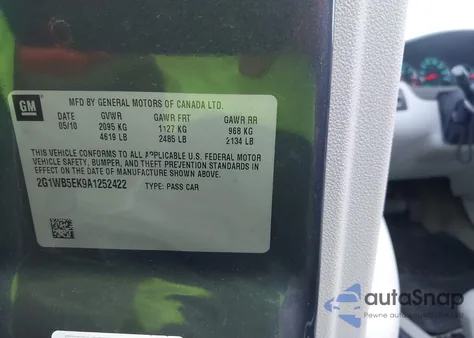 GM
MFD BY GENERAL MOTORS OF CANADA LTD.
DATE GVWR GAWR FRT GAWR RR
05/10 2095 KG 1127 KG 968 KG
4619 LB 2485 LB 2134 LB
THIS VEHICLE CONFORMS TO ALL APPLICABLE U.S. FEDERAL MOTOR
VEHICLE SAFETY, BUMPER, AND THEFT PREVENTION STANDARDS IN
EFFECT ON THE DATE OF MANUFACTURE SHOWN ABOVE.
2G1WB5EK9A1252422 TYPE: PASS CAR
autoSnap
Pewne auto